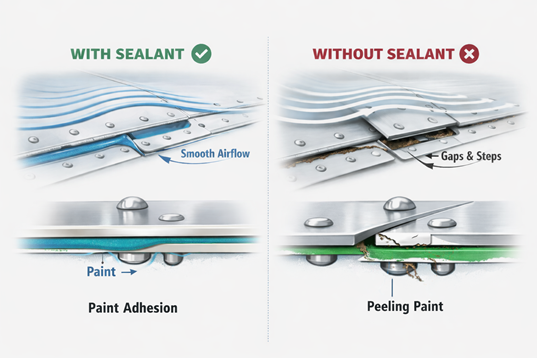 WITH SEALANT
WITHOUT SEALANT
Smooth Airflow
Gaps & Steps
Paint
Paint Adhesion
Peeling Paint